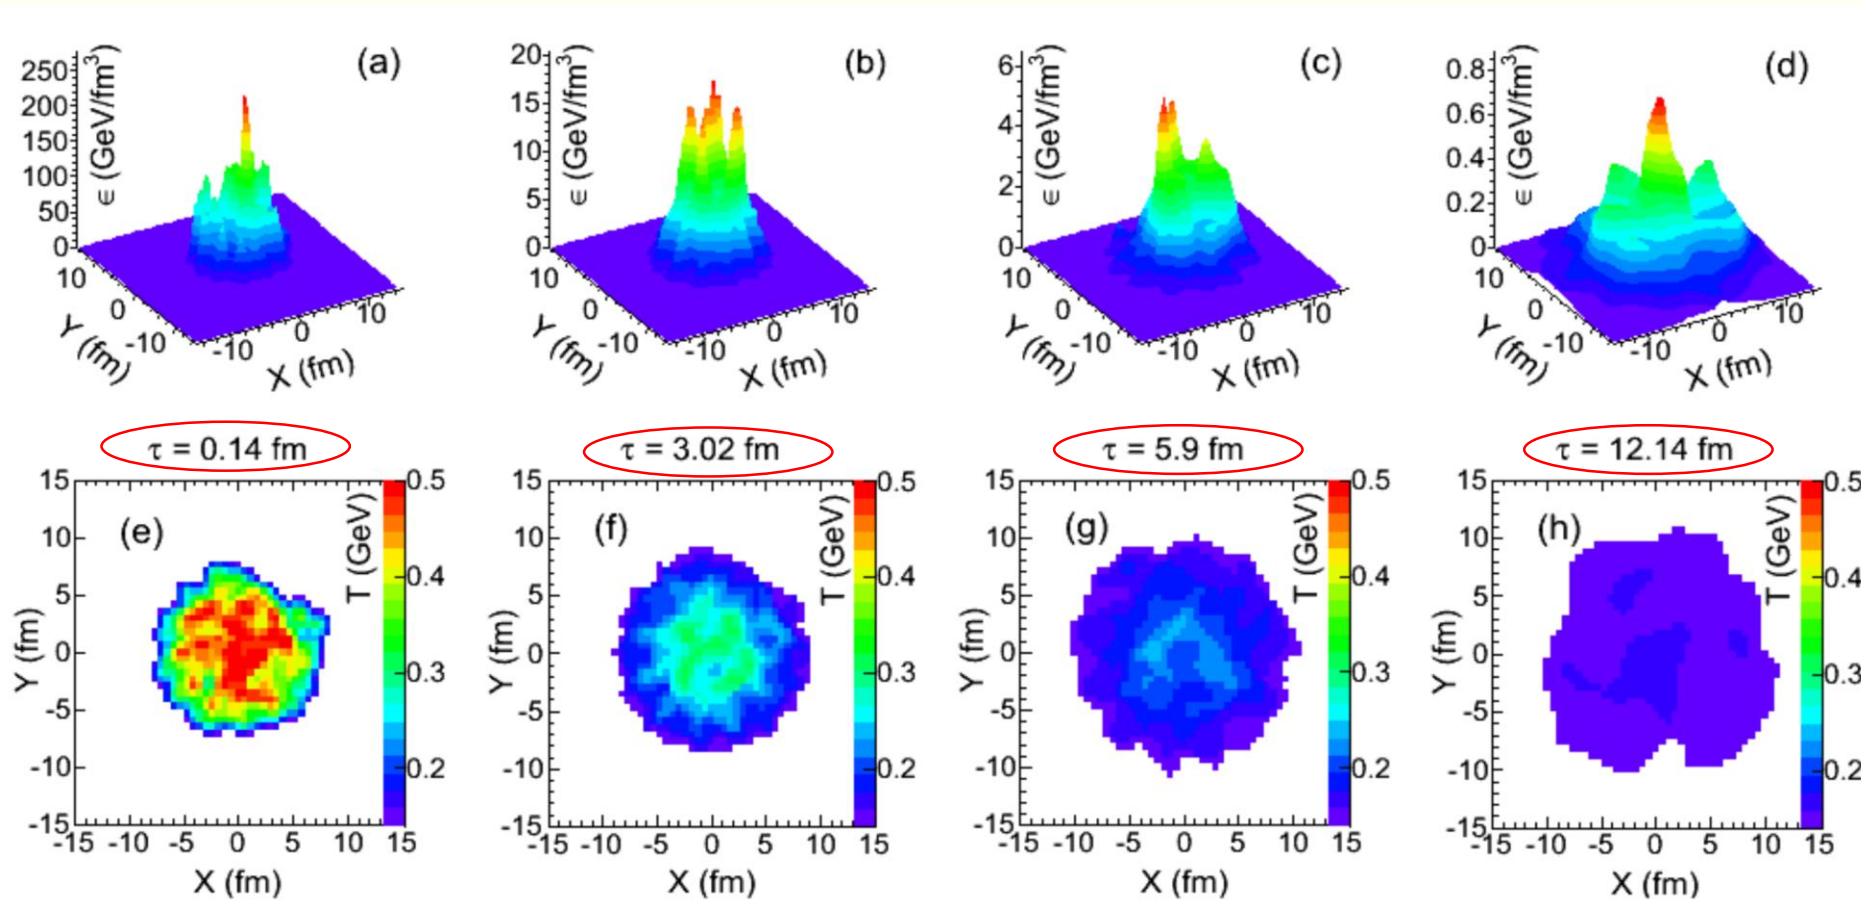 (a)
ϵ (GeV/fm³)
250
200
150
100
50
0
10
0
-10
Y (fm)
-10
0
10
X (fm)
(b)
ϵ (GeV/fm³)
20
15
10
5
0
10
0
-10
Y (fm)
-10
0
10
X (fm)
(c)
ϵ (GeV/fm³)
6
4
2
0
10
0
-10
Y (fm)
-10
0
10
X (fm)
(d)
ϵ (GeV/fm³)
0.8
0.6
0.4
0.2
0
10
0
-10
Y (fm)
-10
0
10
X (fm)
τ = 0.14 fm
(e)
T (GeV)
0.5
0.4
0.3
0.2
15
10
5
0
-5
-10
-15
Y (fm)
-15 -10 -5 0 5 10 15
X (fm)
τ = 3.02 fm
(f)
T (GeV)
0.5
0.4
0.3
0.2
15
10
5
0
-5
-10
-15
Y (fm)
-15 -10 -5 0 5 10 15
X (fm)
τ = 5.9 fm
(g)
T (GeV)
0.5
0.4
0.3
0.2
15
10
5
0
-5
-10
-15
Y (fm)
-15 -10 -5 0 5 10 15
X (fm)
τ = 12.14 fm
(h)
T (GeV)
0.5
0.4
0.3
0.2
15
10
5
0
-5
-10
-15
Y (fm)
-15 -10 -5 0 5 10 15
X (fm)